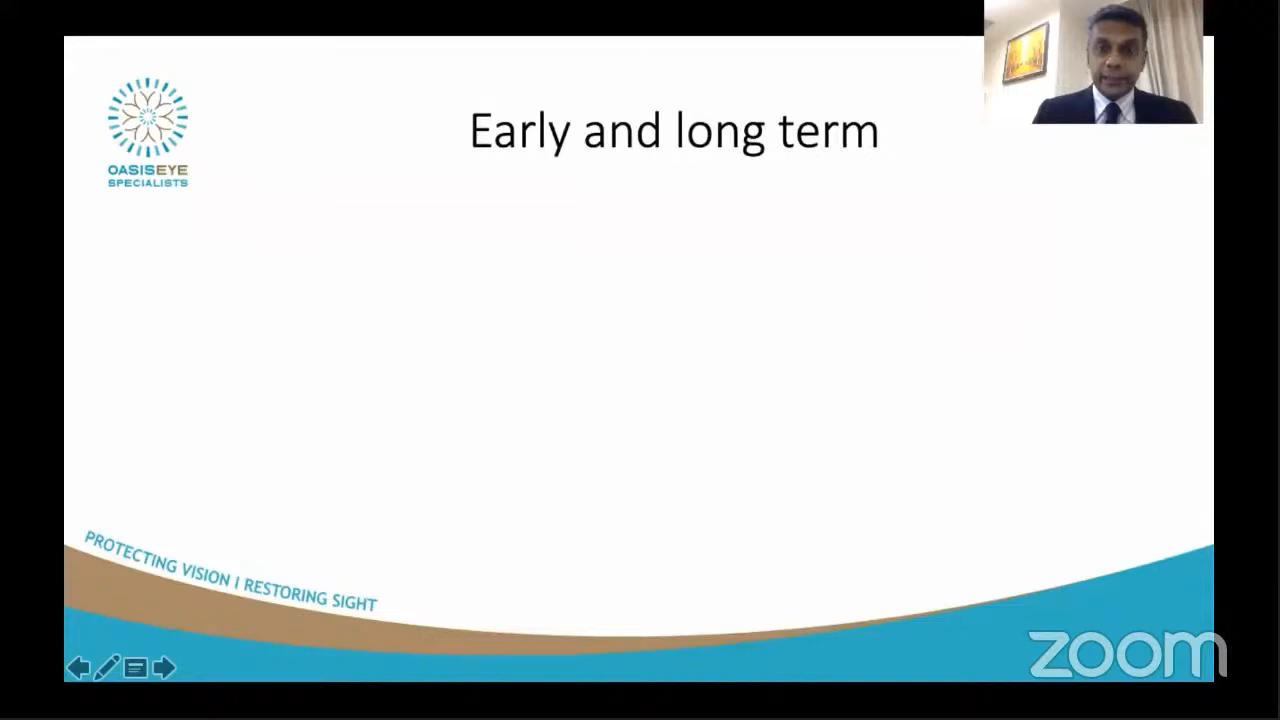 Early and long term
OASISEYE
SPECIALISTS
PROTECTING VISION I RESTORING SIGHT
zoom